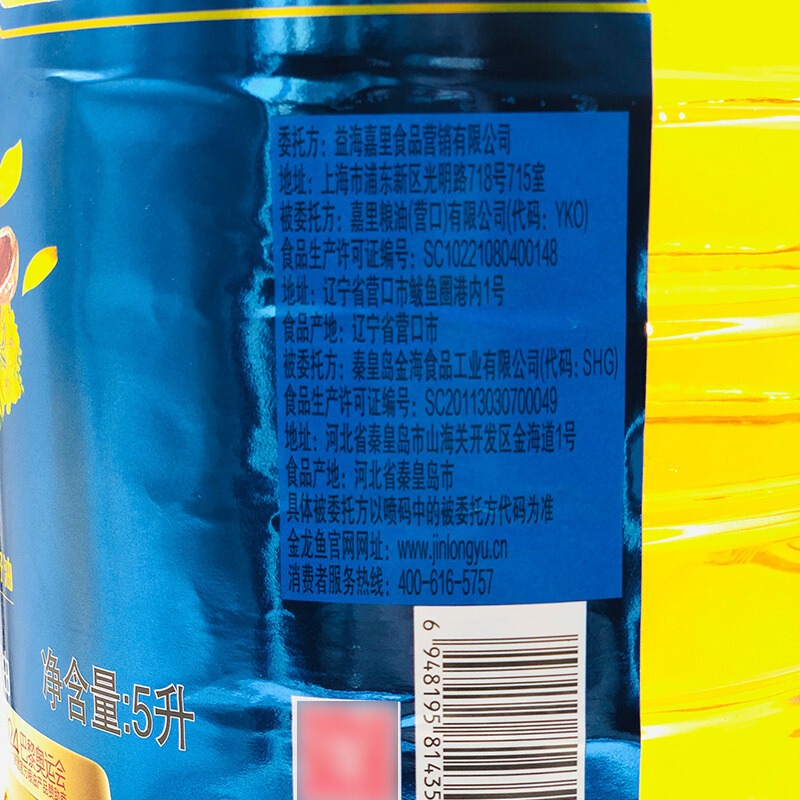 委托方：益海嘉里食品营销有限公司
地址：上海市浦东新区光明路718号715室
被委托方：嘉里粮油(营口)有限公司(代码：YKO)
食品生产许可证编号：SC10221080400148
地址：辽宁省营口市鲅鱼圈港内1号
食品产地：辽宁省营口市
被委托方：秦皇岛金海食品工业有限公司(代码：SHG)
食品生产许可证编号：SC20113030700049
地址：河北省秦皇岛市山海关开发区金海道1号
食品产地：河北省秦皇岛市
具体被委托方以喷码中的被委托方代码为准
金龙鱼官网网址：www.jinlongyu.cn
消费者服务热线：400-616-5757
6 948195 81435
净含量:5升
24巴黎奥运会